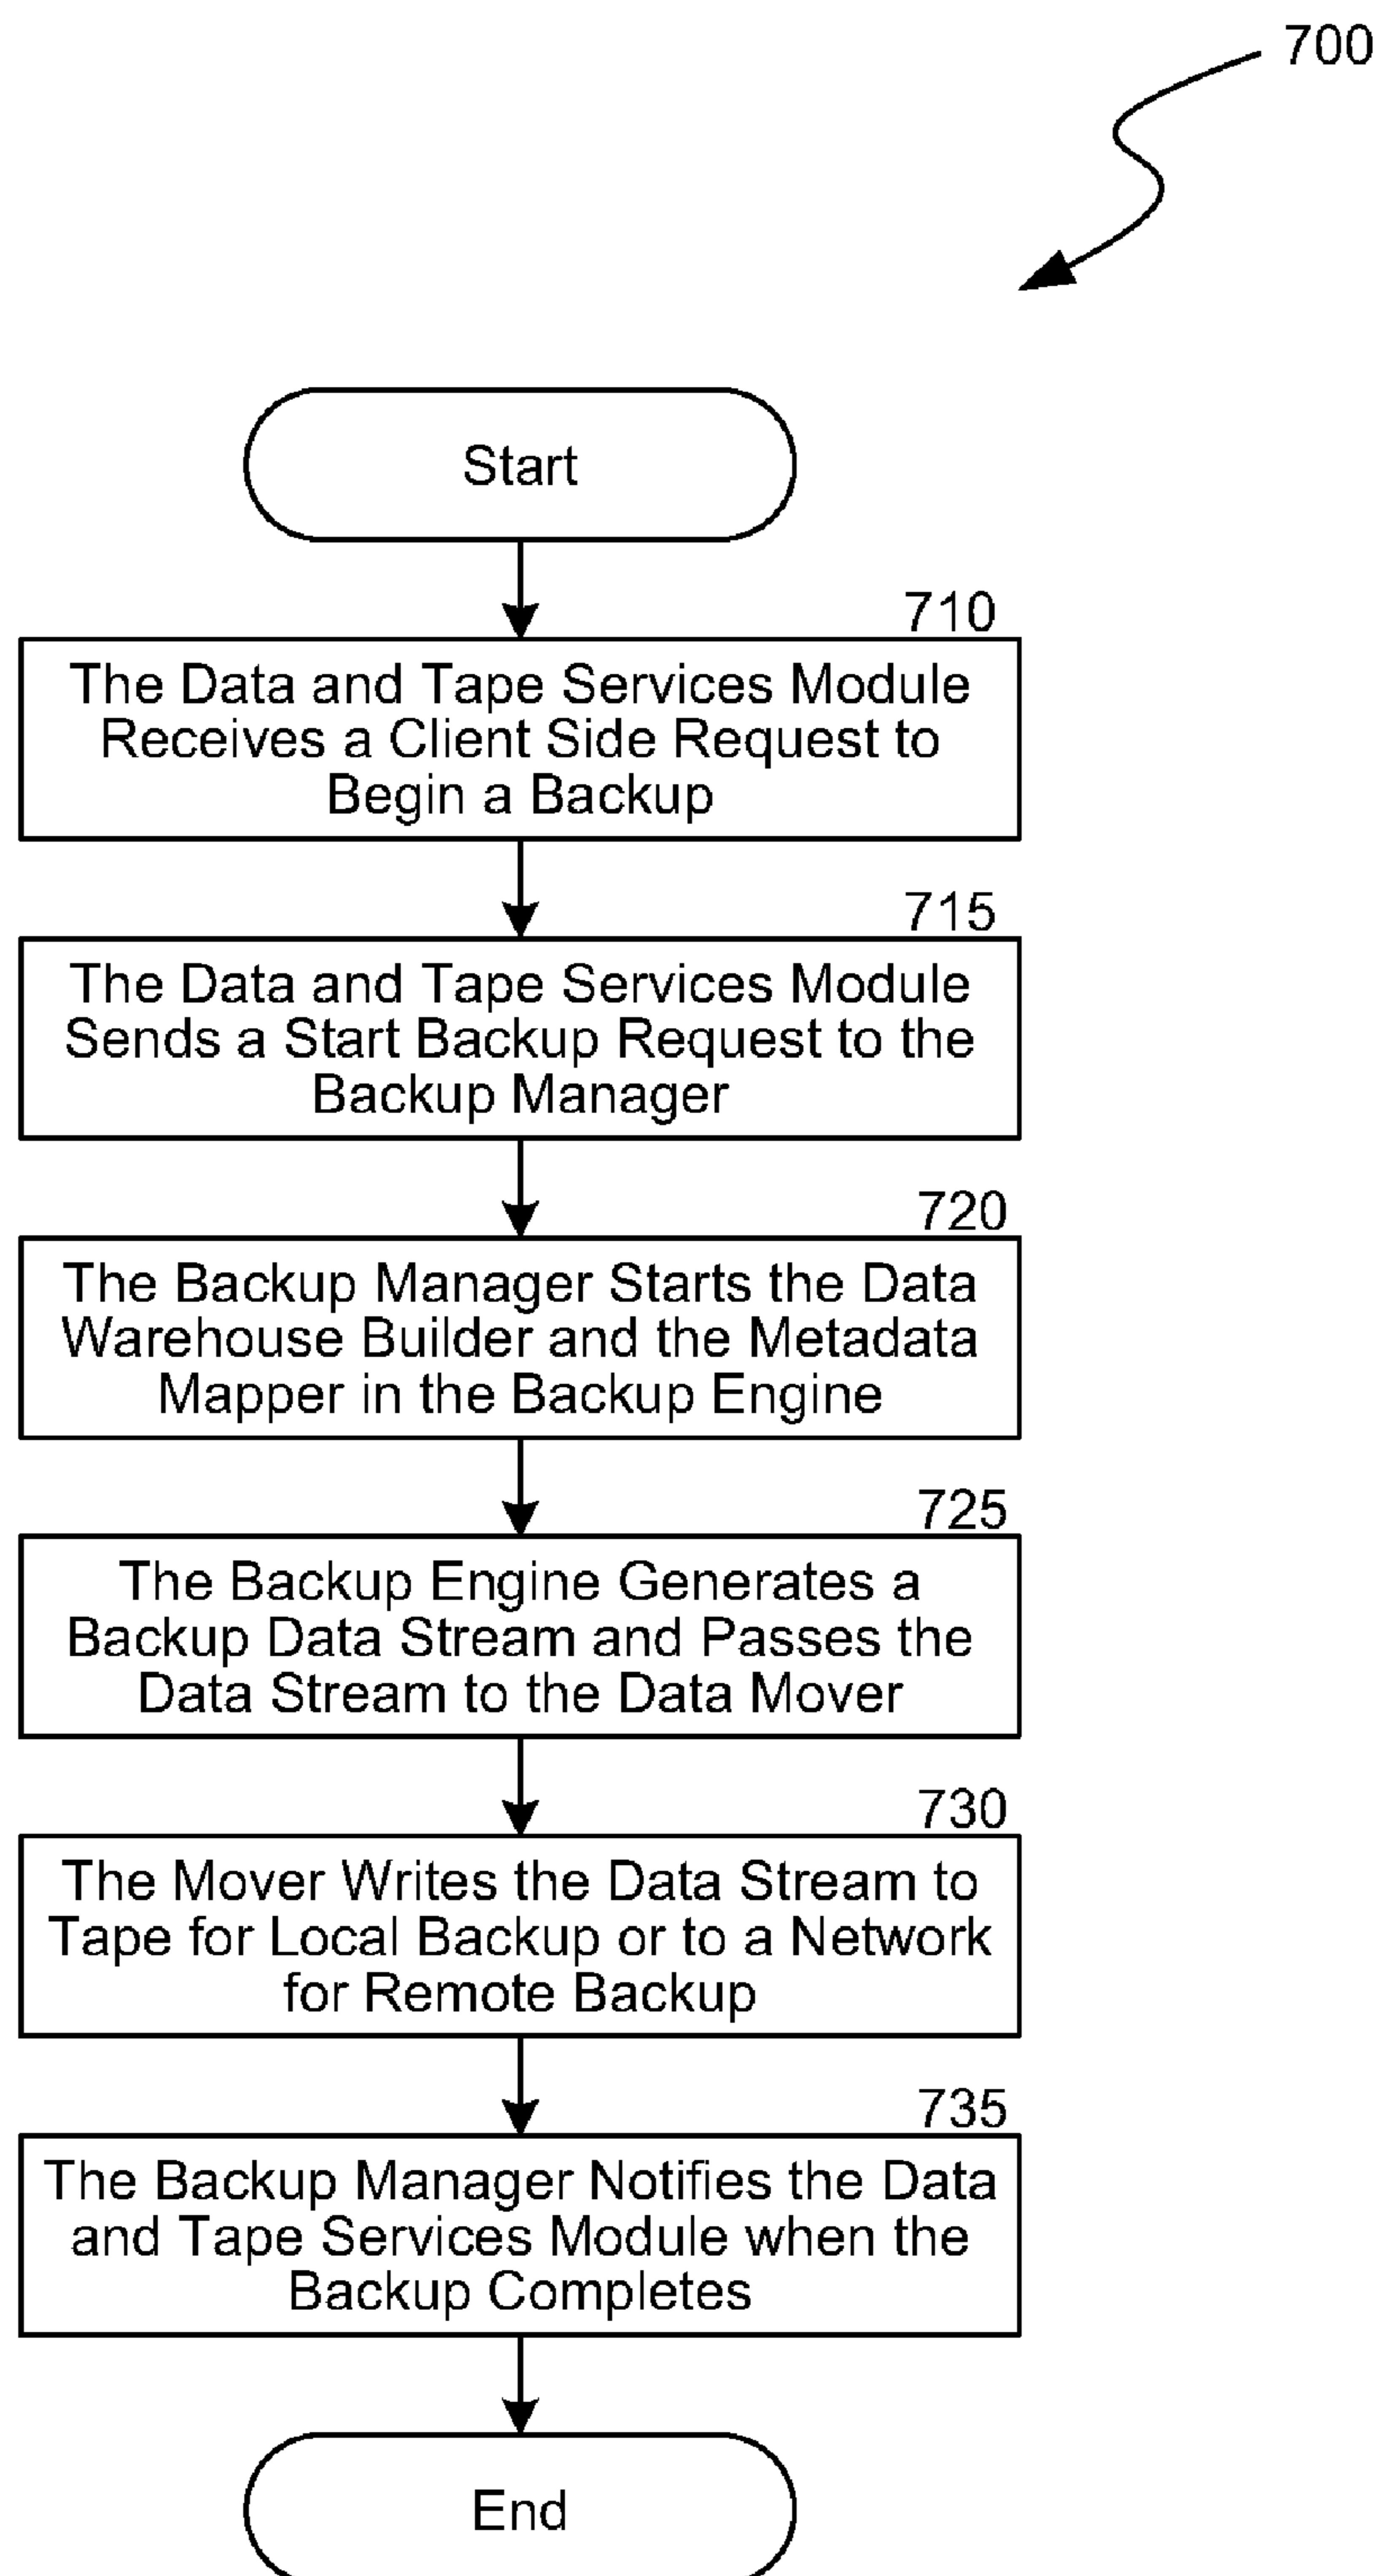 700
Start
710
The Data and Tape Services Module
Receives a Client Side Request to
Begin a Backup
715
The Data and Tape Services Module
Sends a Start Backup Request to the
Backup Manager
720
The Backup Manager Starts the Data
Warehouse Builder and the Metadata
Mapper in the Backup Engine
725
The Backup Engine Generates a
Backup Data Stream and Passes the
Data Stream to the Data Mover
730
The Mover Writes the Data Stream to
Tape for Local Backup or to a Network
for Remote Backup
735
The Backup Manager Notifies the Data
and Tape Services Module when the
Backup Completes
End